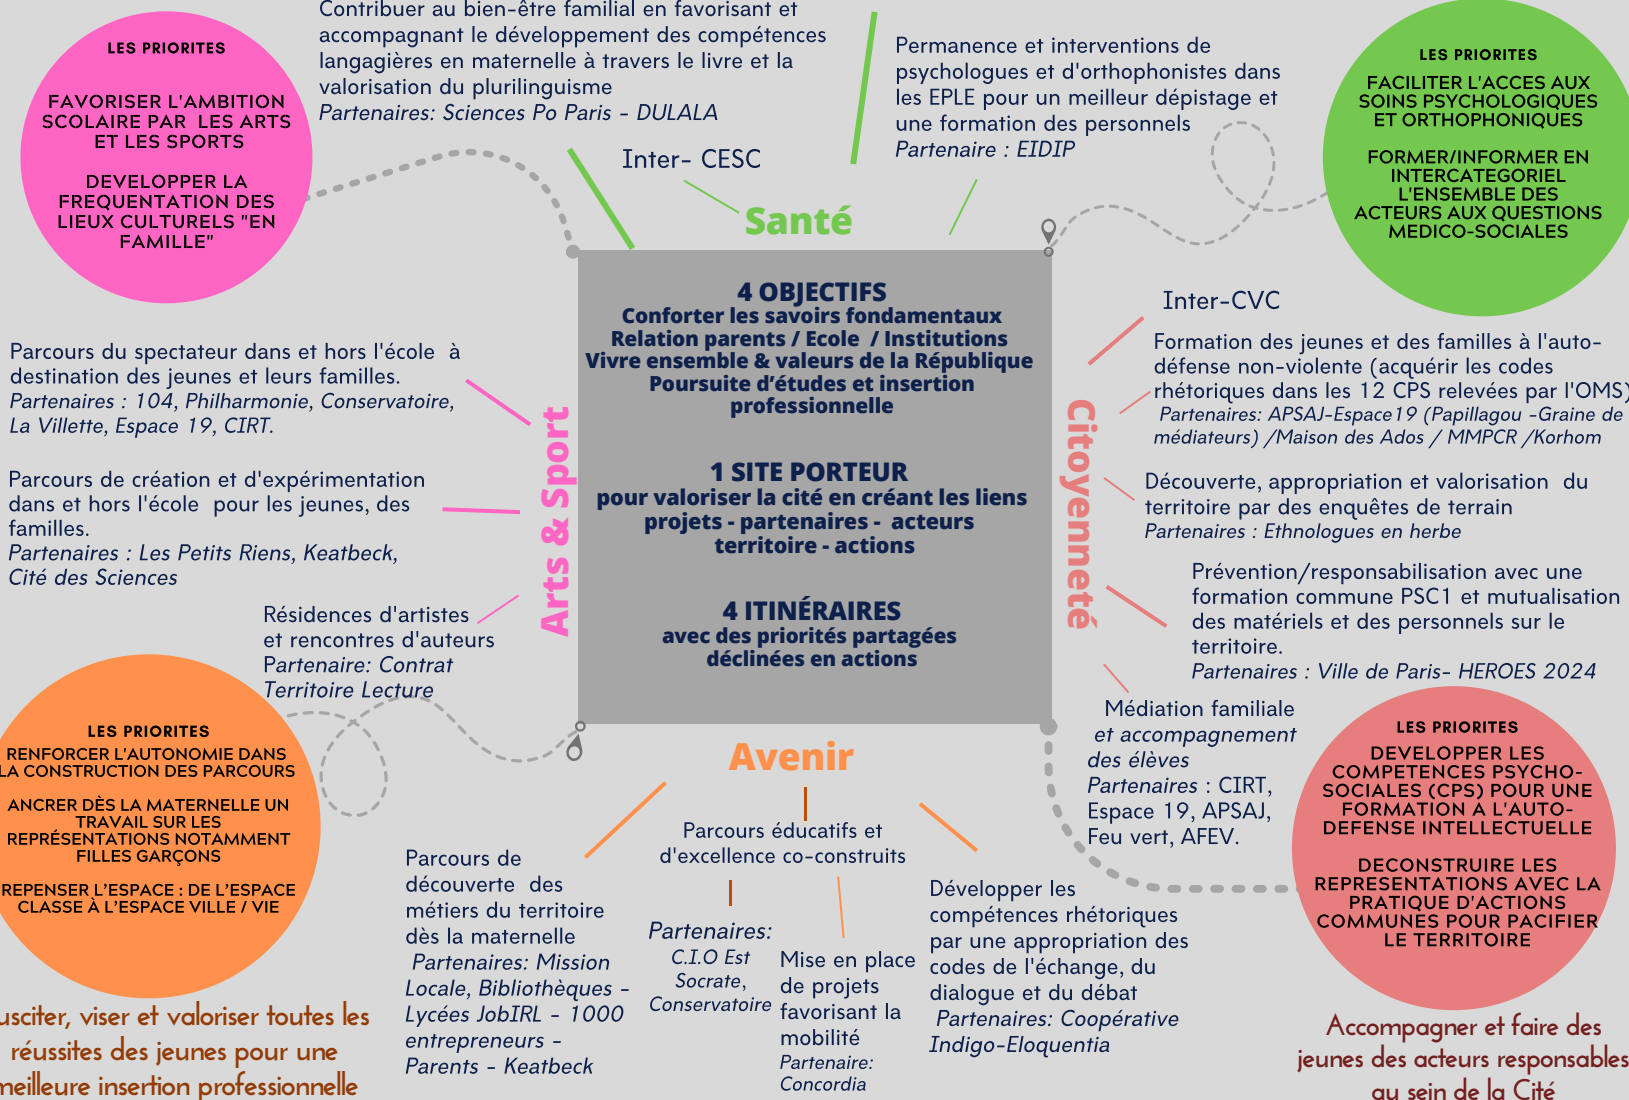 LES PRIORITES
FAVORISER L'AMBITION
SCOLAIRE PAR LES ARTS
ET LES SPORTS
DEVELOPPER LA
FREQUENTATION DES
LIEUX CULTURELS "EN
FAMILLE"
Contribuer au bien-être familial en favorisant et
accompagnant le développement des compétences
langagières en maternelle à travers le livre et la
valorisation du plurilinguisme
Partenaires: Sciences Po Paris - DULALA
Inter- CESC
Santé
Permanence et interventions de
psychologues et d'orthophonistes dans
les EPLE pour un meilleur dépistage et
une formation des personnels
Partenaire : EIDIP
LES PRIORITES
FACILITER L'ACCES AUX
SOINS PSYCHOLOGIQUES
ET ORTHOPHONIQUES
FORMER/INFORMER EN
INTERCATEGORIEL
L'ENSEMBLE DES
ACTEURS AUX QUESTIONS
MEDICO-SOCIALES
Parcours du spectateur dans et hors l'école à
destination des jeunes et leurs familles.
Partenaires : 104, Philharmonie, Conservatoire,
La Villette, Espace 19, CIRT.
Parcours de création et d'expérimentation
dans et hors l'école pour les jeunes, des
familles.
Partenaires : Les Petits Riens, Keatbeck,
Cité des Sciences
Résidences d'artistes
et rencontres d'auteurs
Partenaire: Contrat
Territoire Lecture
Arts & Sport
4 OBJECTIFS
Conforter les savoirs fondamentaux
Relation parents / Ecole / Institutions
Vivre ensemble & valeurs de la République
Poursuite d'études et insertion
professionnelle
1 SITE PORTEUR
pour valoriser la cité en créant les liens
projets - partenaires - acteurs
territoire - actions
4 ITINÉRAIRES
avec des priorités partagées
déclinées en actions
Citoyenneté
Inter-CVC
Formation des jeunes et des familles à l'auto-
défense non-violente (acquérir les codes
rhétoriques dans les 12 CPS relevées par l'OMS)
Partenaires: APSAJ-Espace19 (Papillagou -Graine de
médiateurs) /Maison des Ados / MMPCR /Korhom
Découverte, appropriation et valorisation du
territoire par des enquêtes de terrain
Partenaires : Ethnologues en herbe
Prévention/responsabilisation avec une
formation commune PSC1 et mutualisation
des matériels et des personnels sur le
territoire.
Partenaires : Ville de Paris- HEROES 2024
Médiation familiale
et accompagnement
des élèves
Partenaires : CIRT,
Espace 19, APSAJ,
Feu vert, AFEV.
LES PRIORITES
RENFORCER L'AUTONOMIE DANS
LA CONSTRUCTION DES PARCOURS
ANCRER DÈS LA MATERNELLE UN
TRAVAIL SUR LES
REPRÉSENTATIONS NOTAMMENT
FILLES GARÇONS
REPENSER L'ESPACE : DE L'ESPACE
CLASSE À L'ESPACE VILLE / VIE
usciter, viser et valoriser toutes les
réussites des jeunes pour une
meilleure insertion professionnelle
Avenir
Parcours de
découverte des
métiers du territoire
dès la maternelle
Partenaires: Mission
Locale, Bibliothèques -
Lycées JobIRL - 1000
entrepreneurs -
Parents - Keatbeck
Parcours éducatifs et
d'excellence co-construits
Partenaires:
C.I.O Est
Socrate,
Conservatoire
Mise en place
de projets
favorisant la
mobilité
Partenaire:
Concordia
Développer les
compétences rhétoriques
par une appropriation des
codes de l'échange, du
dialogue et du débat
Partenaires: Coopérative
Indigo-Eloquentia
LES PRIORITES
DEVELOPPER LES
COMPETENCES PSYCHO-
SOCIALES (CPS) POUR UNE
FORMATION A L'AUTO-
DEFENSE INTELLECTUELLE
DECONSTRUIRE LES
REPRESENTATIONS AVEC LA
PRATIQUE D'ACTIONS
COMMUNES POUR PACIFIER
LE TERRITOIRE
Accompagner et faire des
jeunes des acteurs responsables
au sein de la Cité